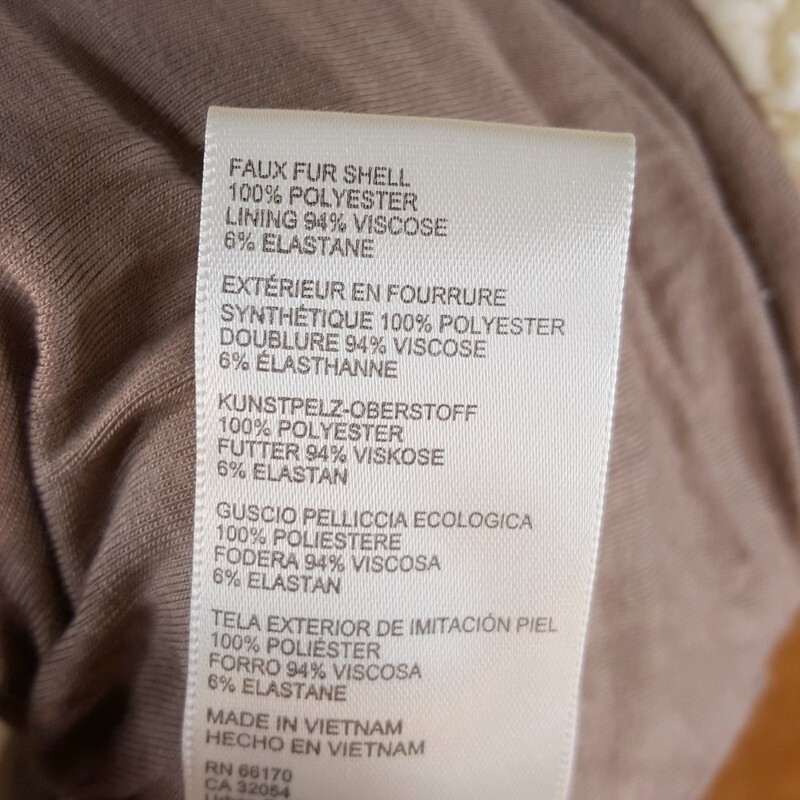 FAUX FUR SHELL
100% POLYESTER
LINING 94% VISCOSE
6% ELASTANE
EXTÉRIEUR EN FOURRURE
SYNTHÉTIQUE 100% POLYESTER
DOUBLURE 94% VISCOSE
6% ÉLASTHANNE
KUNSTPELZ-OBERSTOFF
100% POLYESTER
FUTTER 94% VISKOSE
6% ELASTAN
GUSCIO PELLICCIA ECOLOGICA
100% POLIESTERE
FODERA 94% VISCOSA
6% ELASTAN
TELA EXTERIOR DE IMITACIÓN PIEL
100% POLIÉSTER
FORRO 94% VISCOSA
6% ELASTANE
MADE IN VIETNAM
HECHO EN VIETNAM
RN 66170
CA 32054